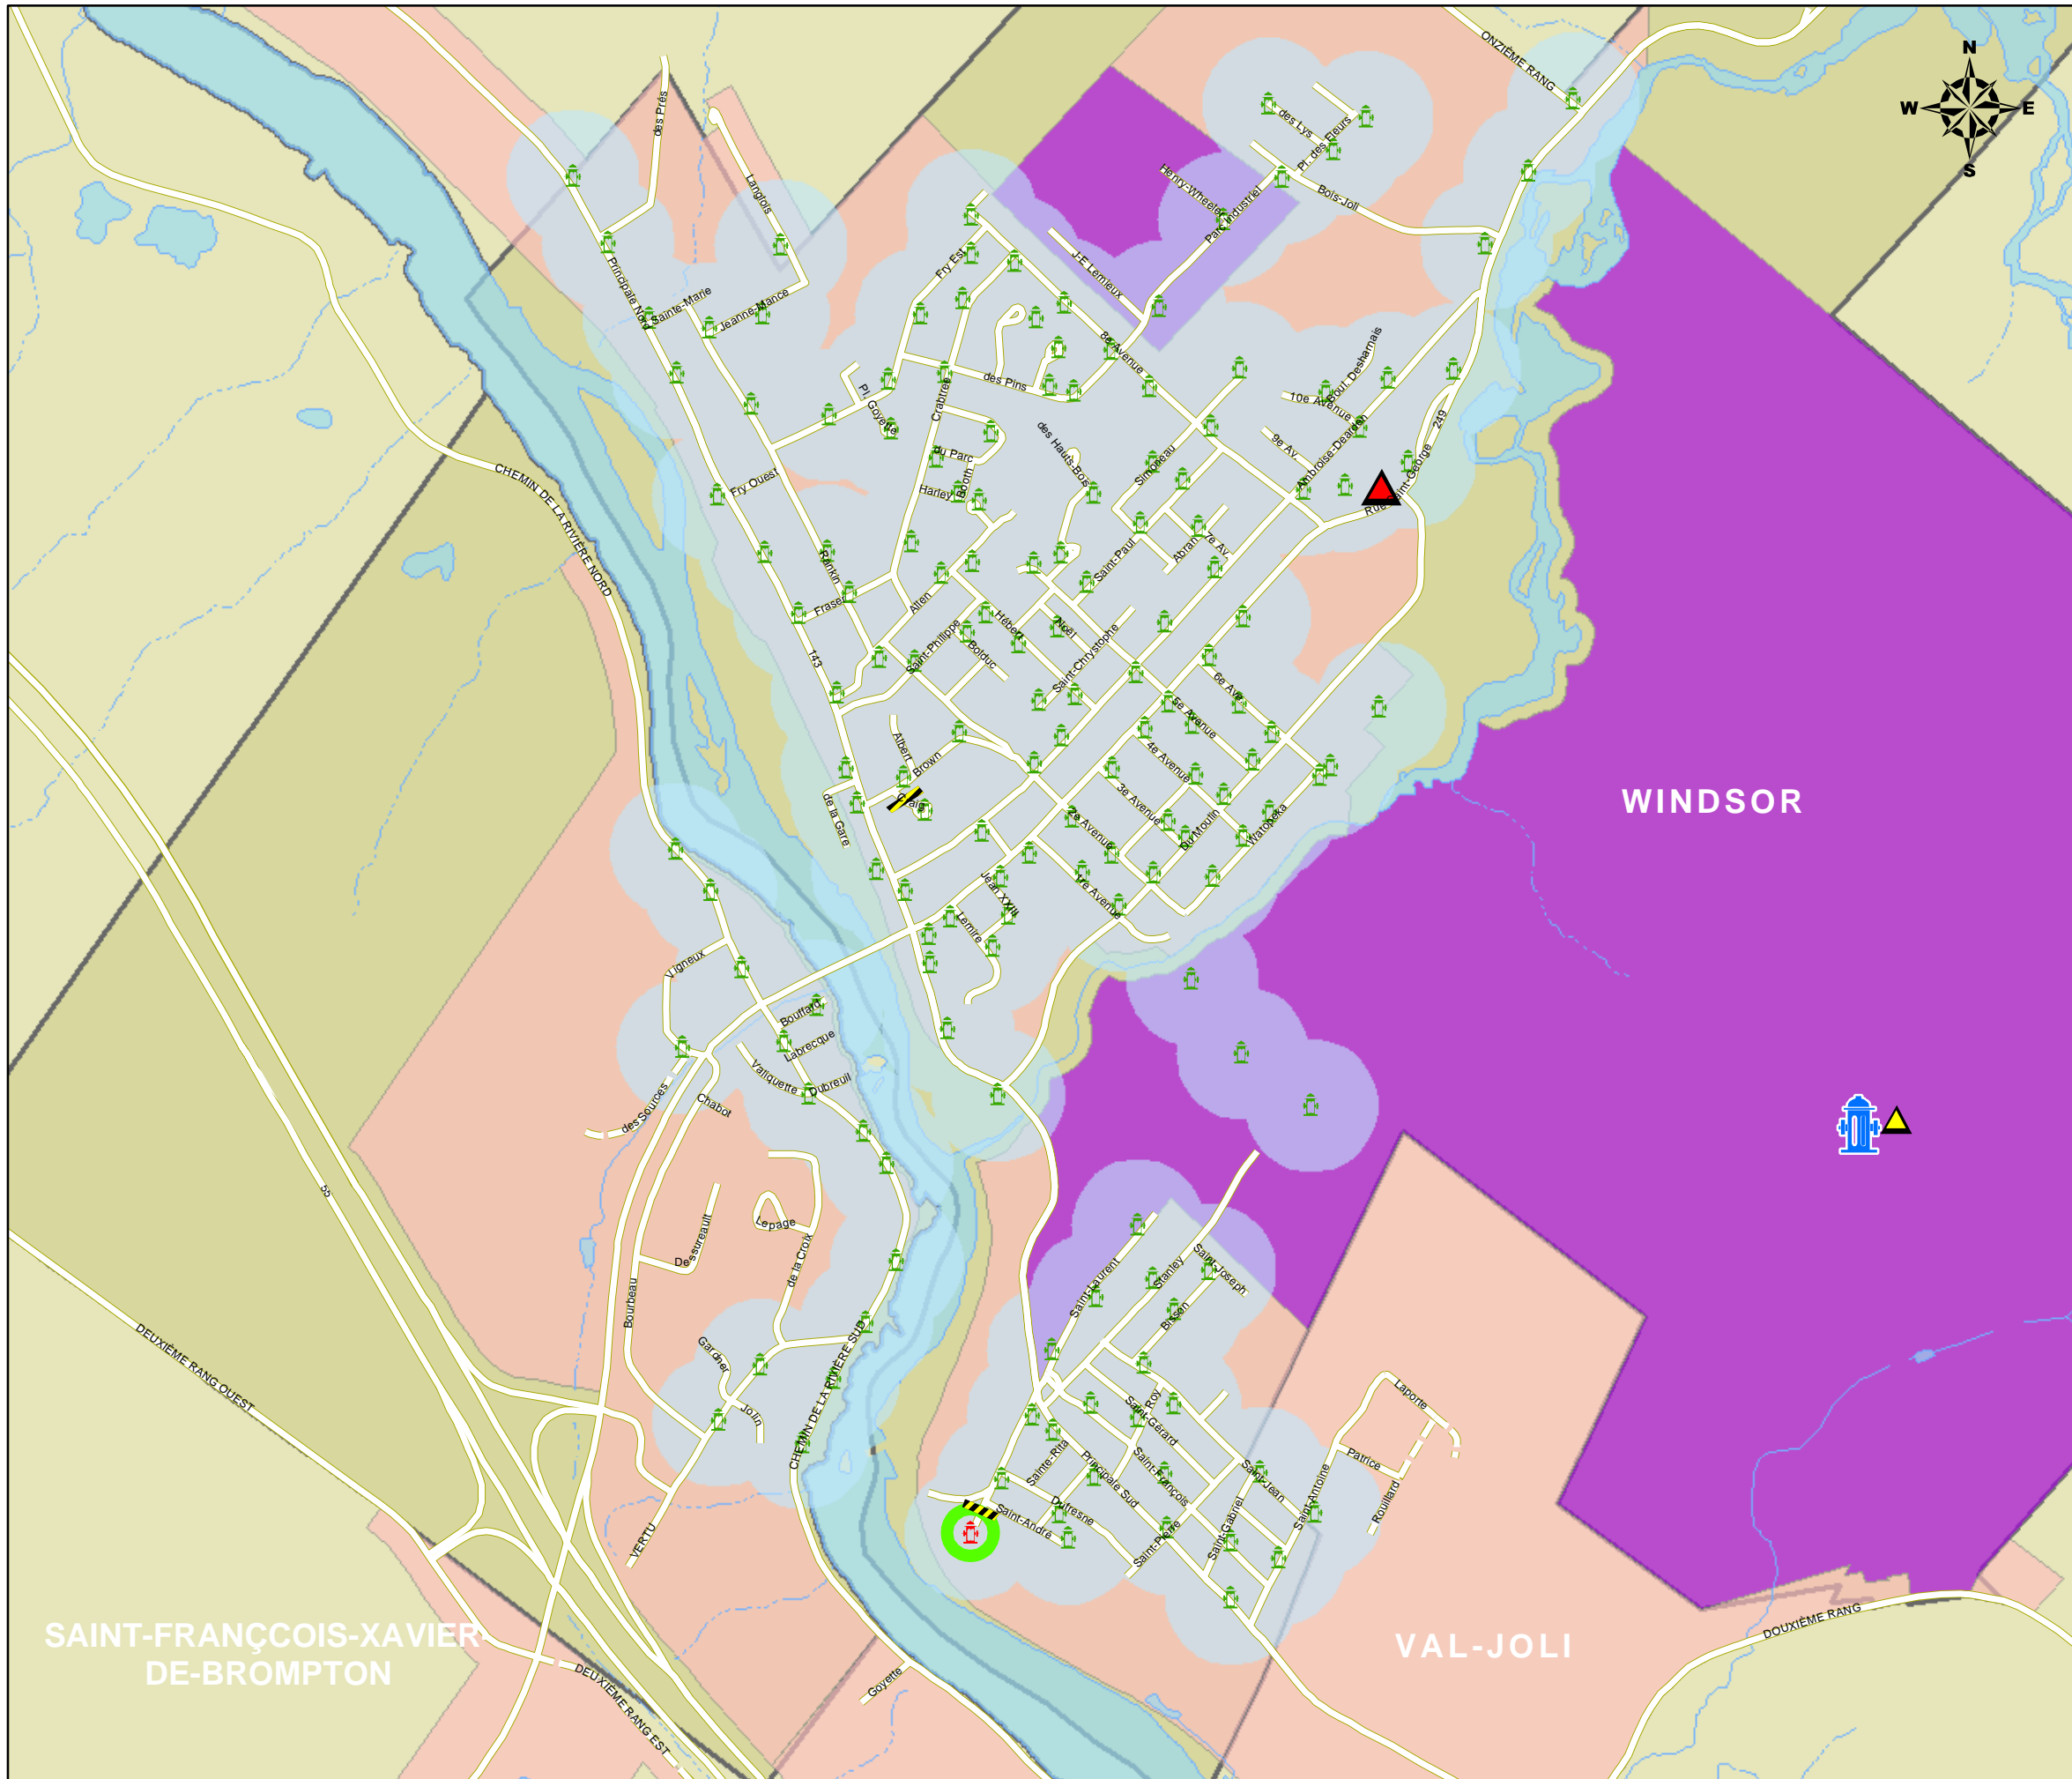 ONZIÈME RANG
N
W
E
S
des Prés
des Lys
Pl. des Fleurs
Langlois
Henry-Wheeler
Bois-Joli
Parc Industriel
Fry Est
J-E Lemieux
Principale Nord
Sainte-Marie
Jeanne-Mance
8e Avenue
Boul. Desharnais
des Pins
Pl. Goyette
Crabtree
10e Avenue
249
9e Av.
Ambroise-Dearden
des Hauts-Bois
du Parc
Simoneau
CHEMIN DE LA RIVIÈRE NORD
Fry Ouest
Harley
Booth
Rue Saint-George
Rankin
Saint-Paul
Abran
7e Av.
Fraser
Allen
Hébert
Noël
Saint-Philippe
Bolduc
Saint-Chrystophe
143
6e Ave
5e Avenue
Albert
Brown
4e Avenue
Craig
3e Avenue
de la Gare
2e Avenue
Du Moulin
Watopeka
WINDSOR
Jean XXIII
1re Avenue
Lemire
Vigneux
Bouffard
Labrecque
Valiquette
Dubreuil
des Sources
Chabot
55
Lepage
Dessureault
de la Croix
Saint-Laurent
Stanley
Saint-Joseph
Bisson
Bourbeau
DEUXIÈME RANG OUEST
Gardner
CHEMIN DE LA RIVIÈRE SUD
Jolin
Roy
Saint-Gérard
Laporte
Patrice
Sainte-Rita
Principale Sud
Saint-François
Saint-Jean
Saint-Antoine
Rouillard
Saint-André
Dufresne
Saint-Gabriel
Saint-Pierre
VERTU
SAINT-FRANÇCOIS-XAVIER
DE-BROMPTON
VAL-JOLI
DOUXIÈME RANG
Goyette
DEUXIÈME RANG EST